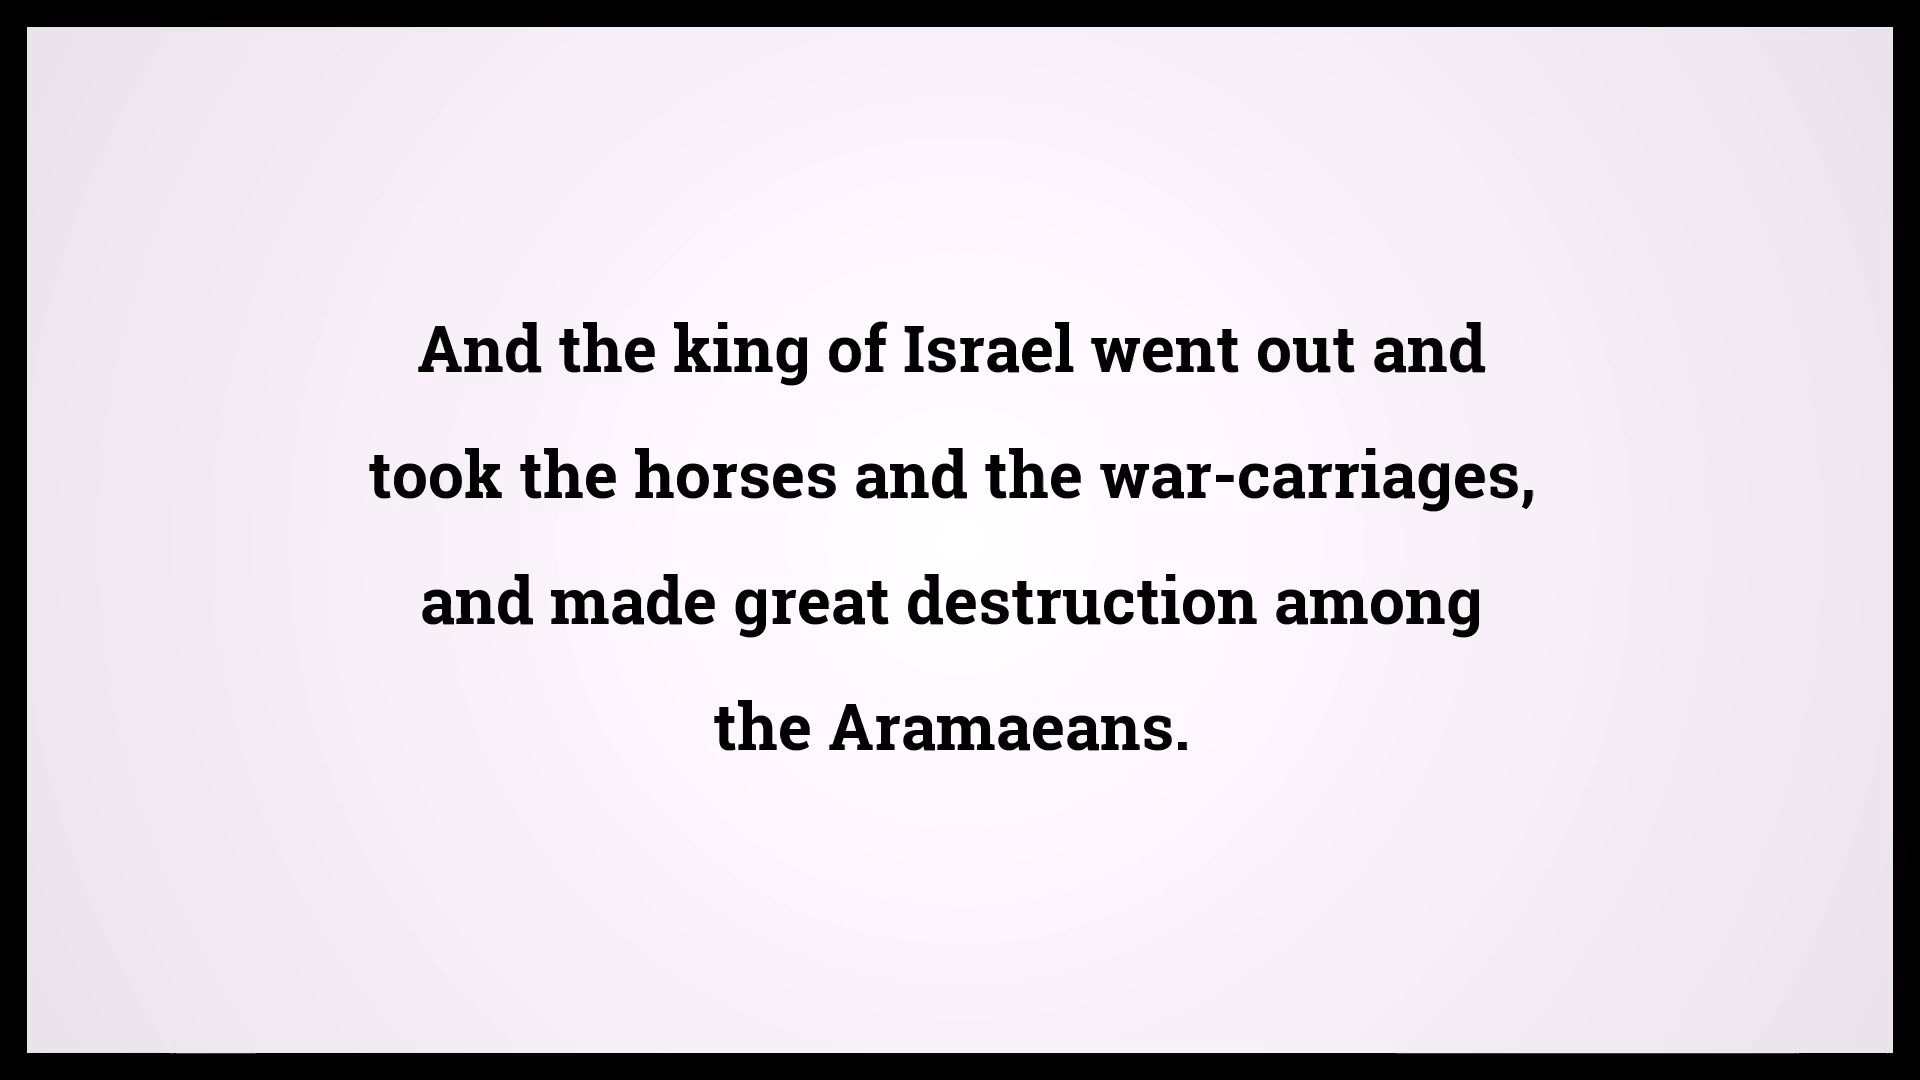 And the king of Israel went out and
took the horses and the war-carriages,
and made great destruction among
the Aramaeans.